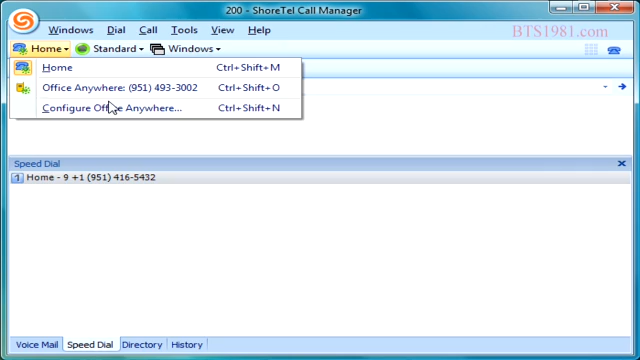 200 - ShoreTel Call Manager
Windows Dial Call Tools View Help
BTS1981.com
Home Standard Windows
Home Ctrl+Shift+M
Office Anywhere: (951) 493-3002 Ctrl+Shift+O
Configure Office Anywhere... Ctrl+Shift+N
Speed Dial
1 Home - 9 +1 (951) 416-5432
Voice Mail Speed Dial Directory History